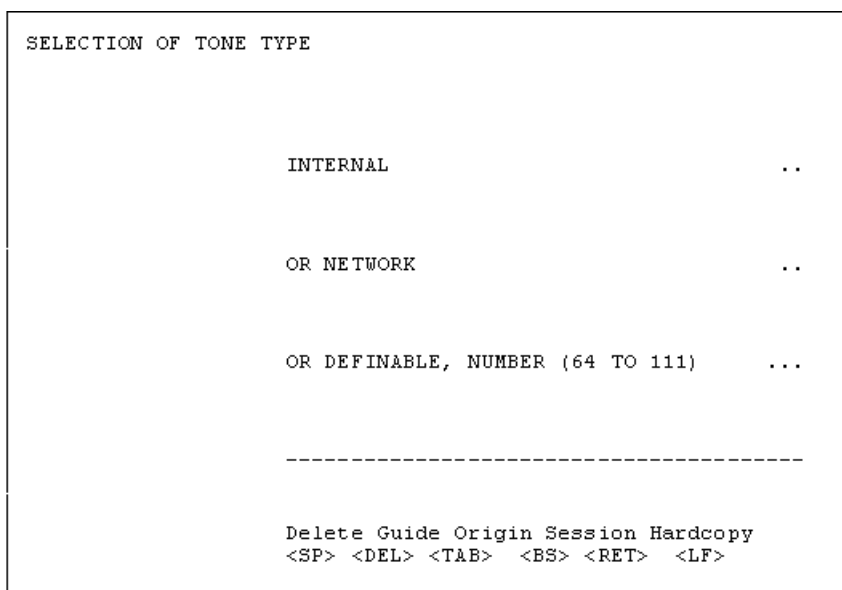 SELECTION OF TONE TYPE
INTERNAL ..
OR NETWORK ..
OR DEFINABLE, NUMBER (64 TO 111) ...
----------------------------------------
Delete Guide Origin Session Hardcopy
<SP> <DEL> <TAB> <BS> <RET> <LF>